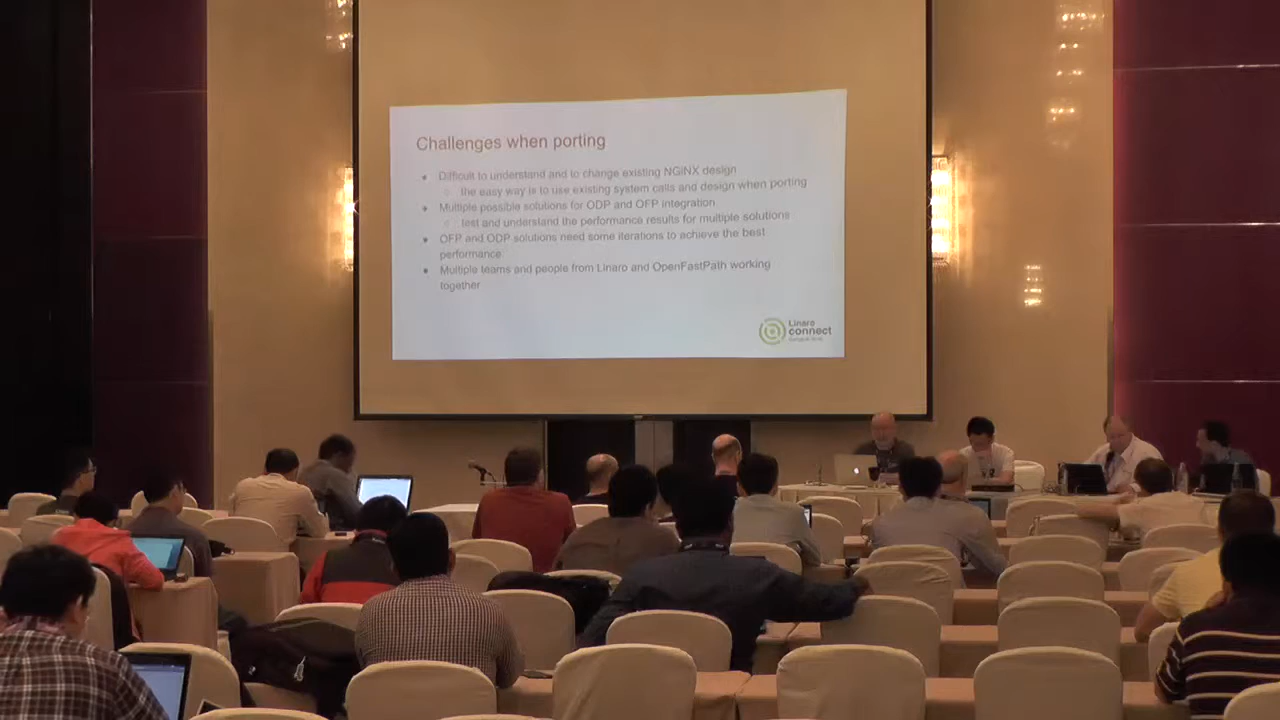 Challenges when porting
● Difficult to understand and to change existing NGiNX design
○ the easy way is to use existing system calls and design when porting
● Multiple possible solutions for ODP and OFP integration
○ test and understand the performance results for multiple solutions
● OFP and ODP solutions need some iterations to achieve the best
performance
● Multiple teams and people from Linaro and OpenFastPath working
together
Linaro
connect